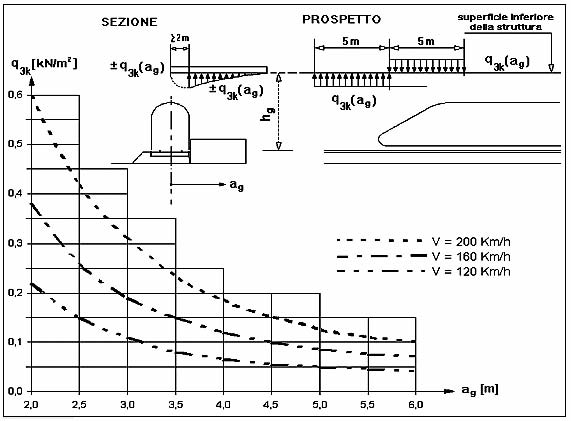 SEZIONE
PROSPETTO
superficie inferiore
della struttura
≥2m
5m
5m
q3k [kN/m²]
±q3k(ag)
±q3k(ag)
q3k(ag)
q3k(ag)
hg
ag
0,6
0,5
0,4
0,3
0,2
0,1
0,0
V = 200 Km/h
V = 160 Km/h
V = 120 Km/h
2,0 2,5 3,0 3,5 4,0 4,5 5,0 5,5 6,0
ag [m]